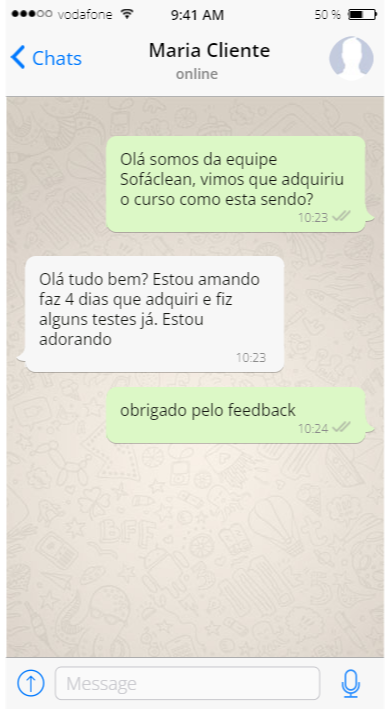 vodafone 9:41 AM 50 %
Chats Maria Cliente
online
Olá somos da equipe
Sofáclean, vimos que adquiriu
o curso como esta sendo?
10:23
Olá tudo bem? Estou amando
faz 4 dias que adquiri e fiz
alguns testes já. Estou
adorando
10:23
obrigado pelo feedback
10:24
Message